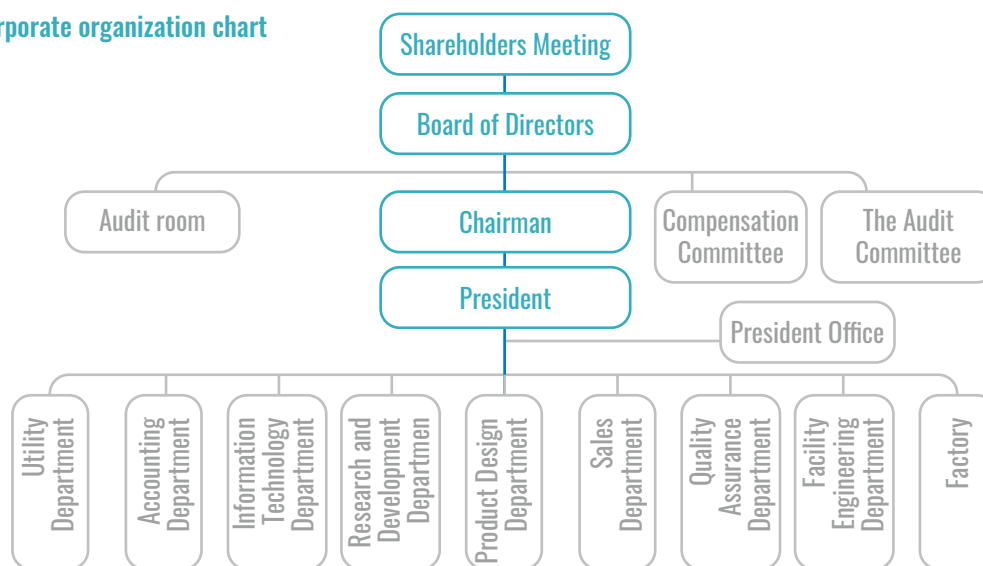 rporate organization chart
Shareholders Meeting
Board of Directors
Audit room
Chairman
Compensation
Committee
The Audit
Committee
President
President Office
Utility
Department
Accounting
Department
Information
Technology
Department
Research and
Development
Departmen
Product Design
Department
Sales
Department
Quality
Assurance
Department
Facility
Engineering
Department
Factory